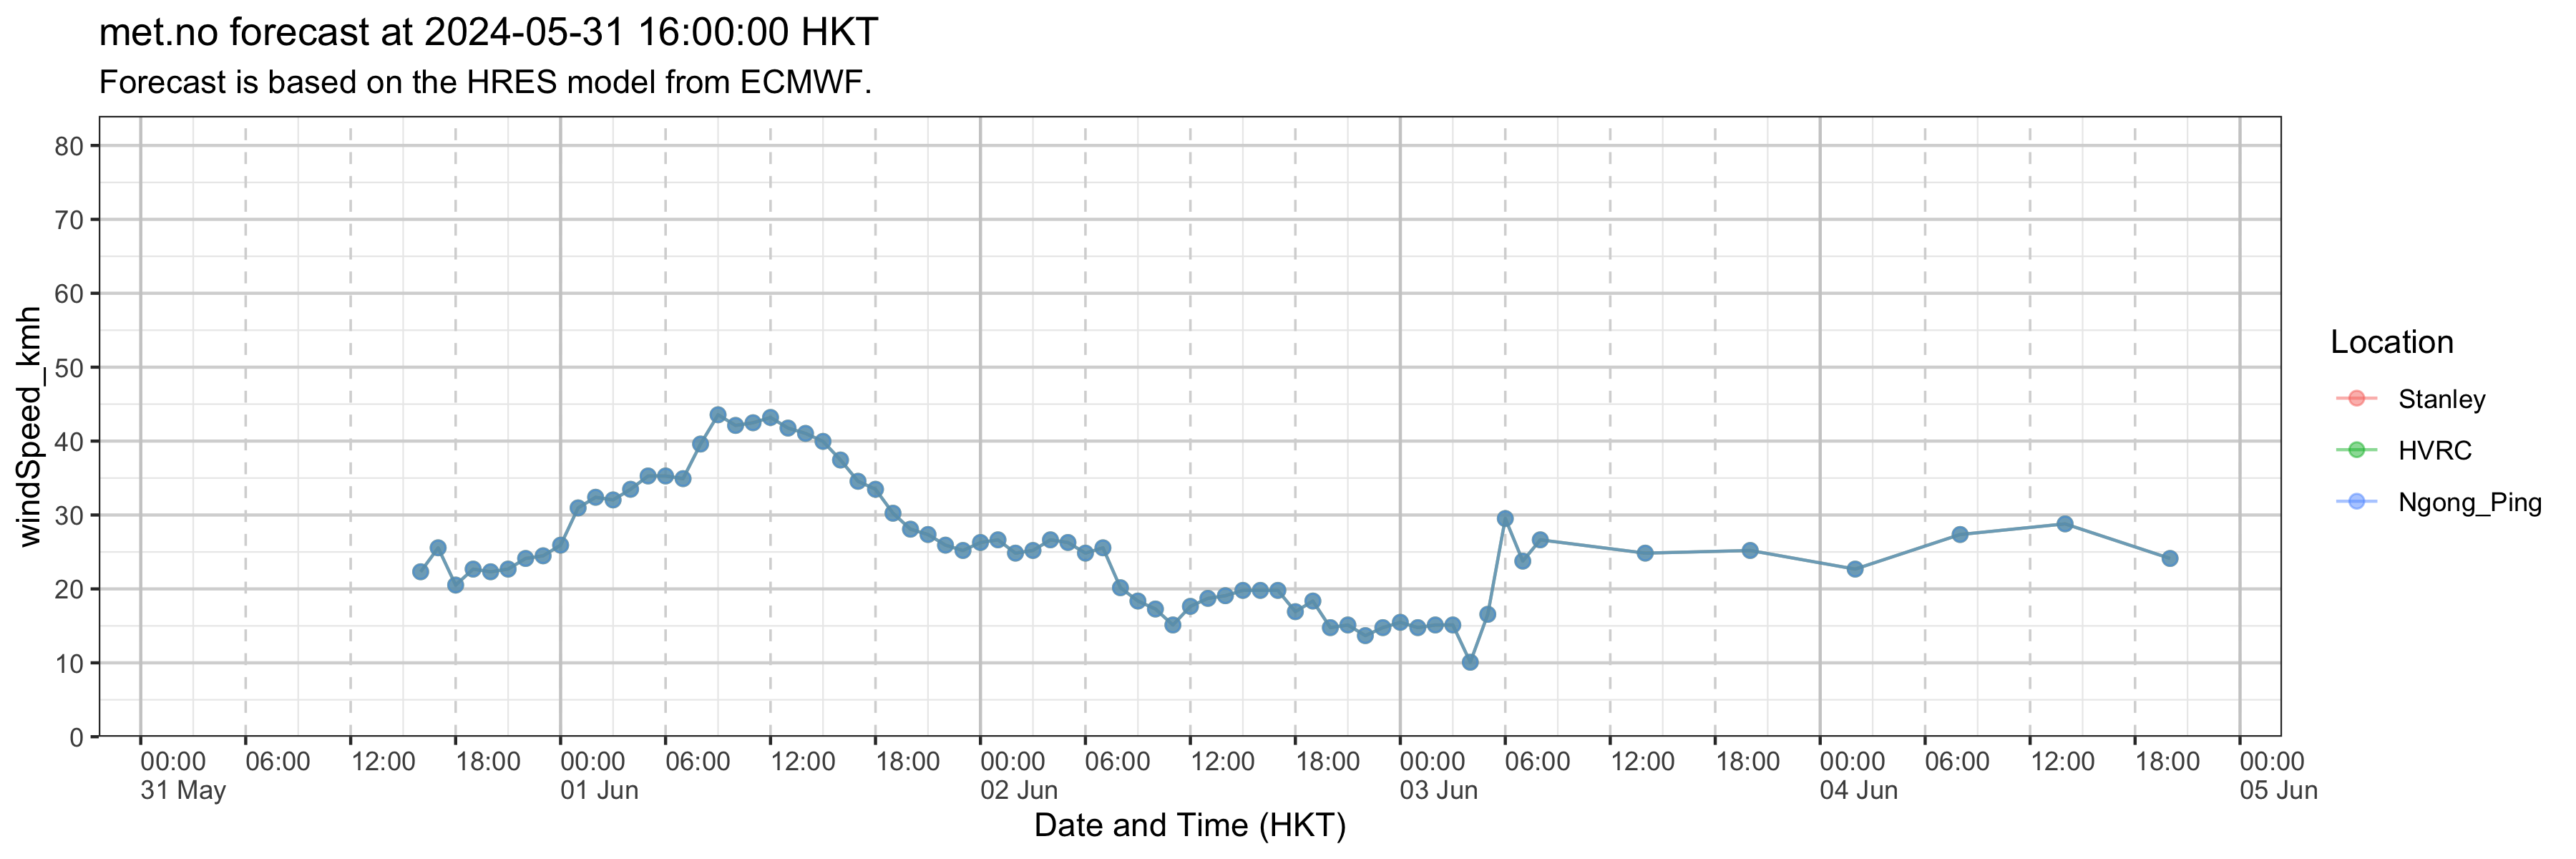 met.no forecast at 2024-05-31 16:00:00 HKT
Forecast is based on the HRES model from ECMWF.
windSpeed_kmh
80
70
60
50
40
30
20
10
0
00:00 06:00 12:00 18:00 00:00 06:00 12:00 18:00 00:00 06:00 12:00 18:00 00:00 06:00 12:00 18:00 00:00 06:00 12:00 18:00 00:00
31 May 01 Jun 02 Jun 03 Jun 04 Jun 05 Jun
Date and Time (HKT)
Location
Stanley
HVRC
Ngong_Ping